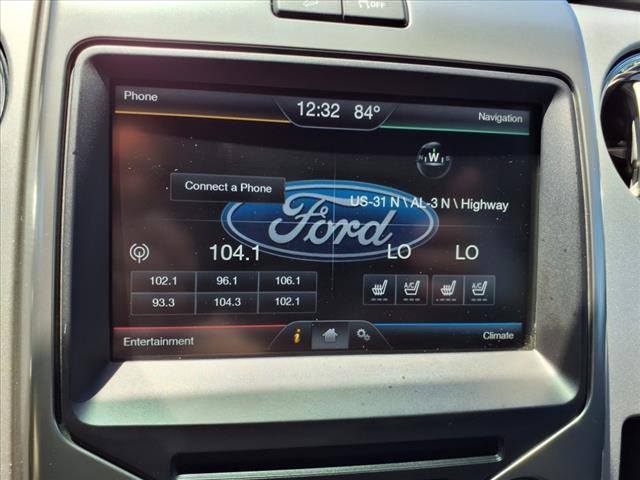 OFF
Phone
12:32 84°
Navigation
W
Connect a Phone
Ford
US-31 N \ AL-3 N \ Highway
104.1
LO LO
102.1 96.1 106.1
93.3 104.3 102.1
A/C A/C
Entertainment
i
Climate